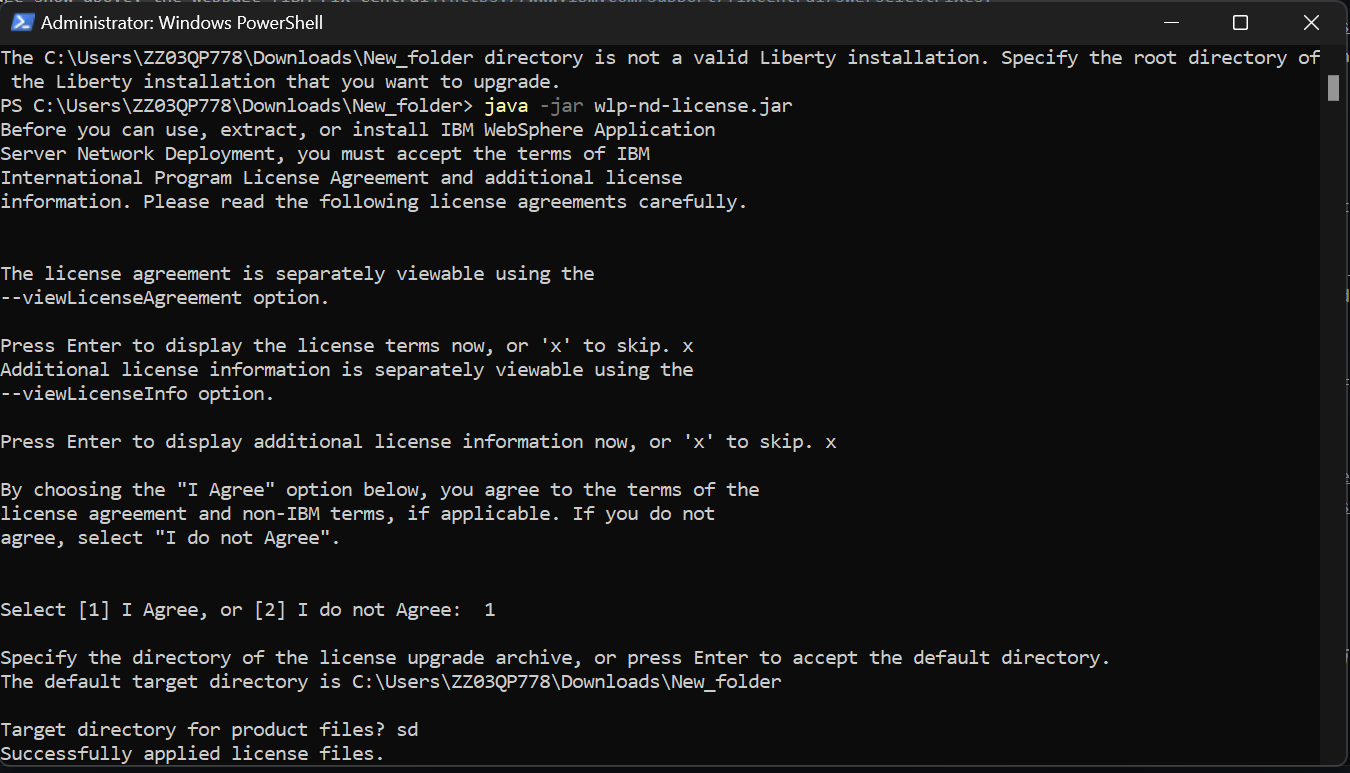 Administrator: Windows PowerShell
The C:\Users\ZZ03QP778\Downloads\New_folder directory is not a valid Liberty installation. Specify the root directory of
the Liberty installation that you want to upgrade.
PS C:\Users\ZZ03QP778\Downloads\New_folder> java -jar wlp-nd-license.jar
Before you can use, extract, or install IBM WebSphere Application
Server Network Deployment, you must accept the terms of IBM
International Program License Agreement and additional license
information. Please read the following license agreements carefully.
The license agreement is separately viewable using the
--viewLicenseAgreement option.
Press Enter to display the license terms now, or 'x' to skip. x
Additional license information is separately viewable using the
--viewLicenseInfo option.
Press Enter to display additional license information now, or 'x' to skip. x
By choosing the "I Agree" option below, you agree to the terms of the
license agreement and non-IBM terms, if applicable. If you do not
agree, select "I do not Agree".
Select [1] I Agree, or [2] I do not Agree:  1
Specify the directory of the license upgrade archive, or press Enter to accept the default directory.
The default target directory is C:\Users\ZZ03QP778\Downloads\New_folder
Target directory for product files? sd
Successfully applied license files.